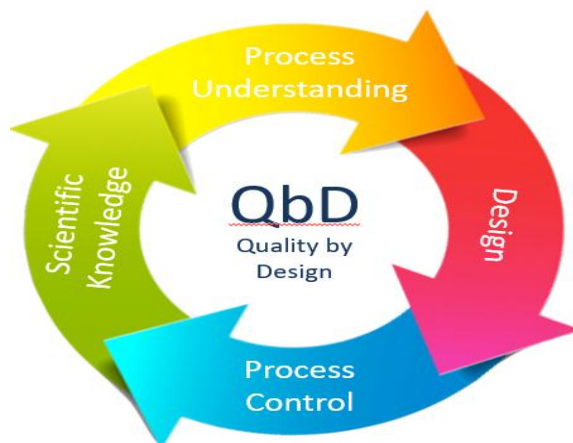 Process
Understanding
Design
Process
Control
Scientific
Knowledge
QbD
Quality by
Design